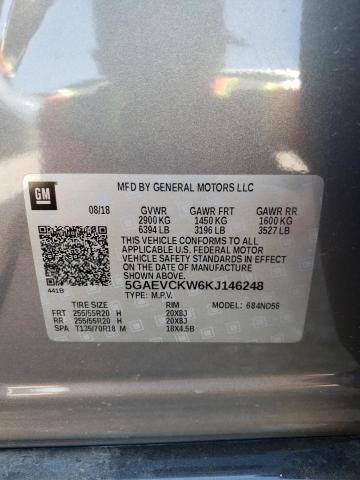 GM
MFD BY GENERAL MOTORS LLC
08/18 GVWR GAWR FRT GAWR RR
2900 KG 1450 KG 1600 KG
6394 LB 3196 LB 3527 LB
THIS VEHICLE CONFORMS TO ALL
APPLICABLE U.S. FEDERAL MOTOR
VEHICLE SAFETY STANDARDS IN EFFECT
ON THE DATE OF MANUFACTURE
SHOWN ABOVE.
5GAEVCKW6KJ146248
441B TYPE: M.P.V. MODEL: 684ND56
TIRE SIZE RIM
FRT 255/55R20 H 20X8J
RR 255/55R20 H 20X8J
SPA T135/70R18 M 18X4.5B